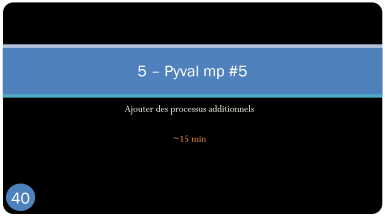 5 – Pyval mp #5
Ajouter des processus additionnels
~15 min
40